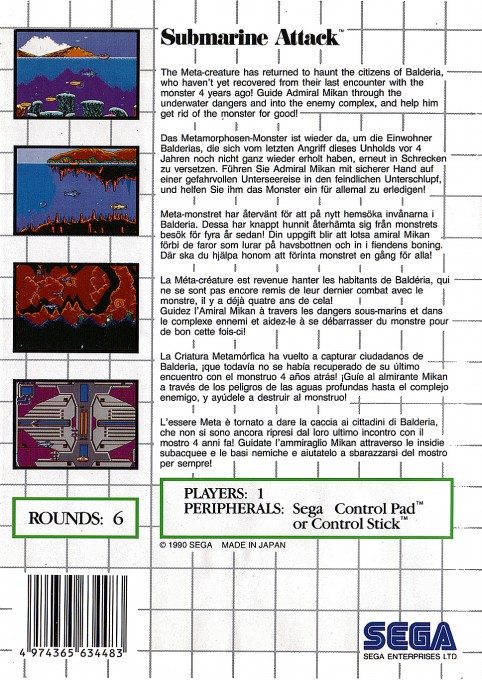 Submarine Attack™
The Meta-creature has returned to haunt the citizens of Balderia,
who haven't yet recovered from their last encounter with the
monster 4 years ago! Guide Admiral Mikan through the
underwater dangers and into the enemy complex, and help him
get rid of the monster for good!
Das Metamorphosen-Monster ist wieder da, um die Einwohner
Balderias, die sich vom letzten Angriff dieses Unholds vor 4
Jahren noch nicht ganz wieder erholt haben, erneut in Schrecken
zu versetzen. Führen Sie Admiral Mikan mit sicherer Hand auf
einer gefahrvollen Unterseereise in den feindlichen Unterschlupf,
und helfen Sie ihm das Monster ein für allemal zu erledigen!
Meta-monstret har återvänt för att på nytt hemsöka invånarna i
Balderia. Dessa har knappt hunnit återhämta sig från monstrets
besök för fyra år sedan! Din uppgift blir att lotsa amiral Mikan
förbi de faror som lurar på havsbottnen och in i fiendens boning.
Där ska du hjälpa honom att förinta monstret en gång för alla!
La Méta-créature est revenue hanter les habitants de Baldéria, qui
ne se sont pas encore remis de leur dernier combat avec le
monstre, il y a déjà quatre ans de cela!
Guidez l'Amiral Mikan à travers les dangers sous-marins et dans
le complexe ennemi et aidez-le à se débarrasser du monstre pour
de bon cette fois-ci!
La Criatura Metamórfica ha vuelto a capturar ciudadanos de
Balderia, ¡que todavía no se había recuperado de su último
encuentro con el monstruo 4 años atrás! ¡Guíe al almirante Mikan
a través de los peligros de las aguas profundas hasta el complejo
enemigo, y ayúdele a destruir al monstruo!
L'essere Meta è tornato a dare la caccia ai cittadini di Balderia,
che non si sono ancora ripresi dal loro ultimo incontro con il
mostro 4 anni fa! Guidate l'ammiraglio Mikan attraverso le insidie
subacquee e le basi nemiche e aiutatelo a sbarazzarsi del mostro
per sempre!
ROUNDS: 6
PLAYERS: 1
PERIPHERALS: Sega Control Pad™
or Control Stick™
© 1990 SEGA MADE IN JAPAN
4 974365 634483
SEGA
SEGA ENTERPRISES LTD.